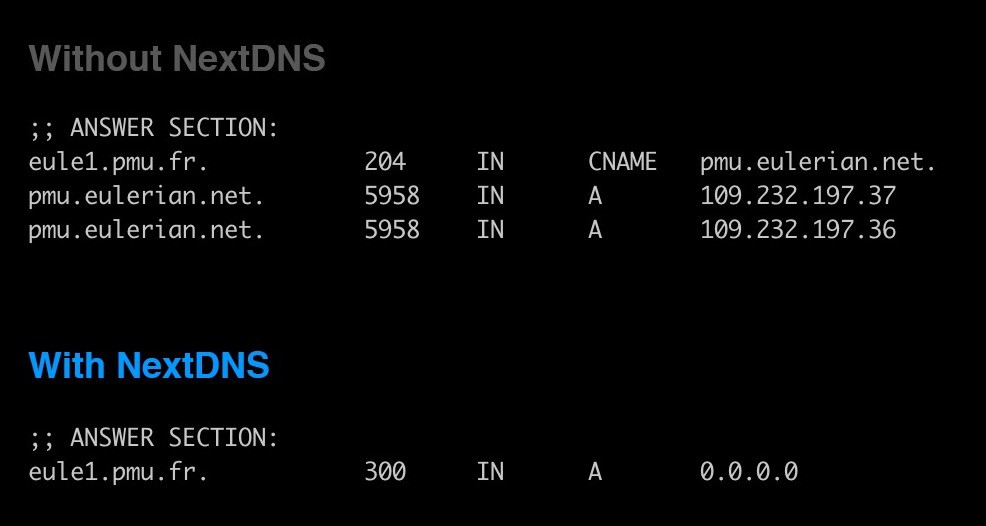 Without NextDNS
;; ANSWER SECTION:
eule1.pmu.fr. 204 IN CNAME pmu.eulerian.net.
pmu.eulerian.net. 5958 IN A 109.232.197.37
pmu.eulerian.net. 5958 IN A 109.232.197.36
With NextDNS
;; ANSWER SECTION:
eule1.pmu.fr. 300 IN A 0.0.0.0